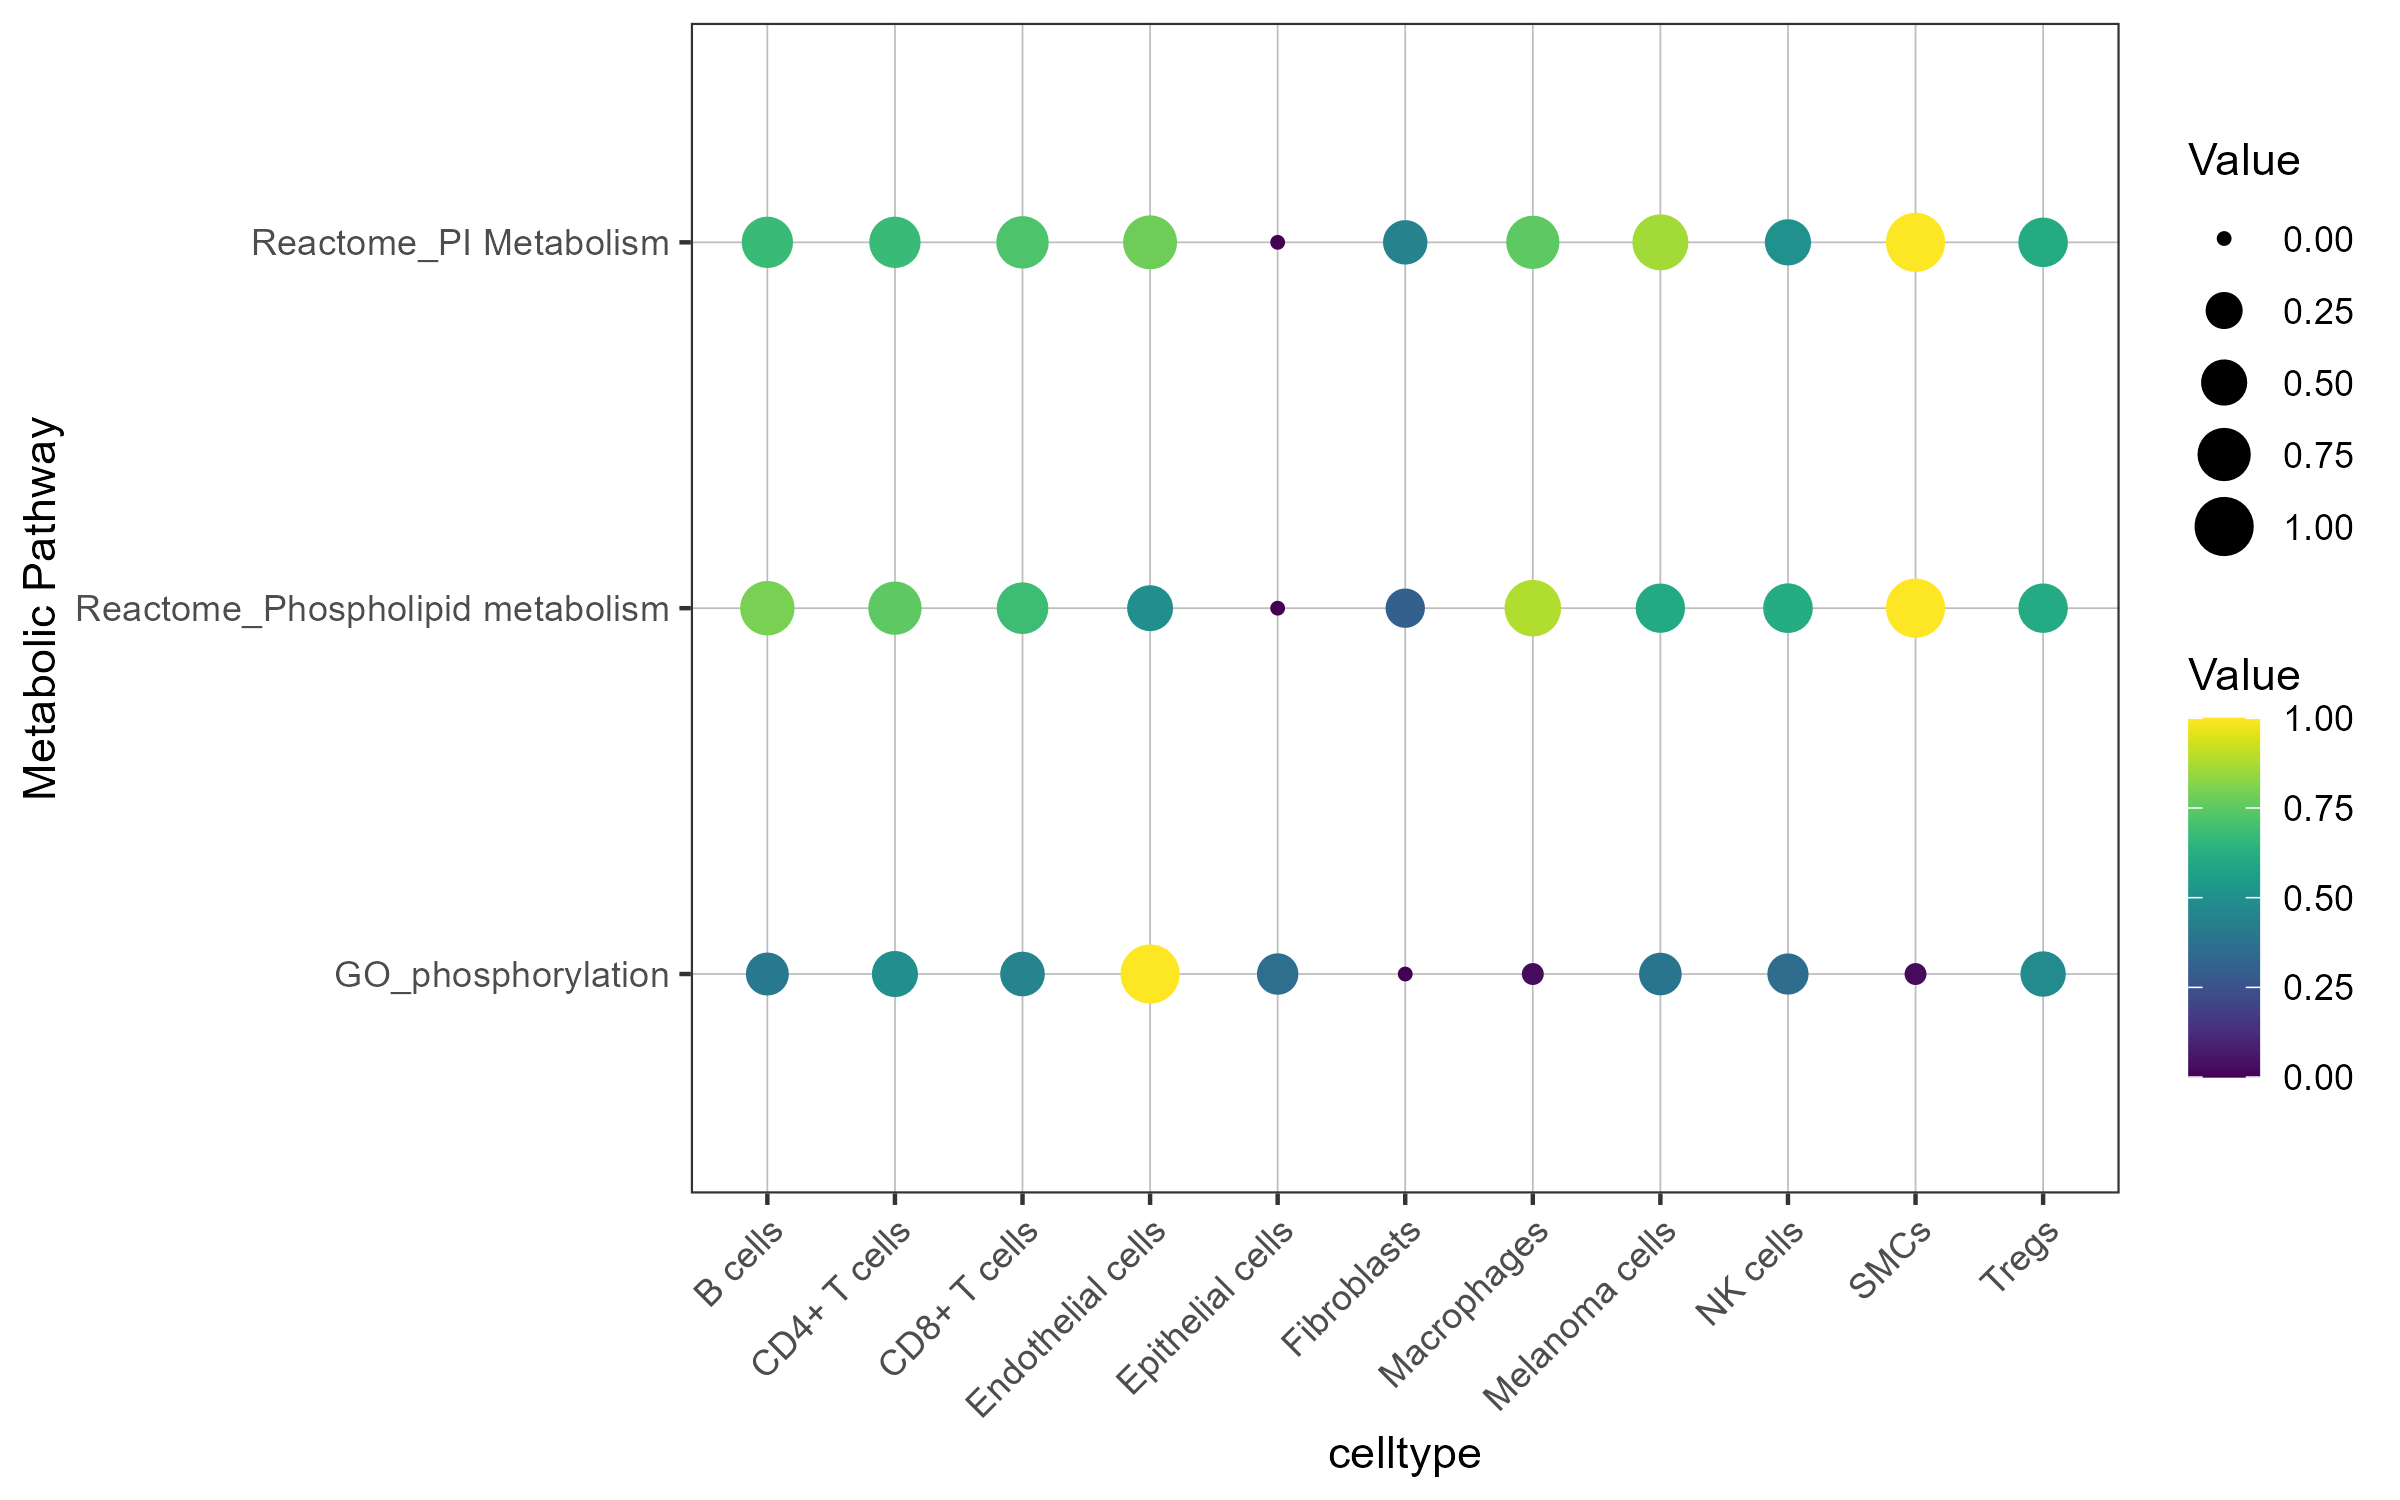 Metabolic Pathway
Reactome_PI Metabolism
Reactome_Phospholipid metabolism
GO_phosphorylation
B cells
CD4+ T cells
CD8+ T cells
Endothelial cells
Epithelial cells
Fibroblasts
Macrophages
Melanoma cells
NK cells
SMCs
Tregs
celltype
Value
0.00
0.25
0.50
0.75
1.00
Value
1.00
0.75
0.50
0.25
0.00